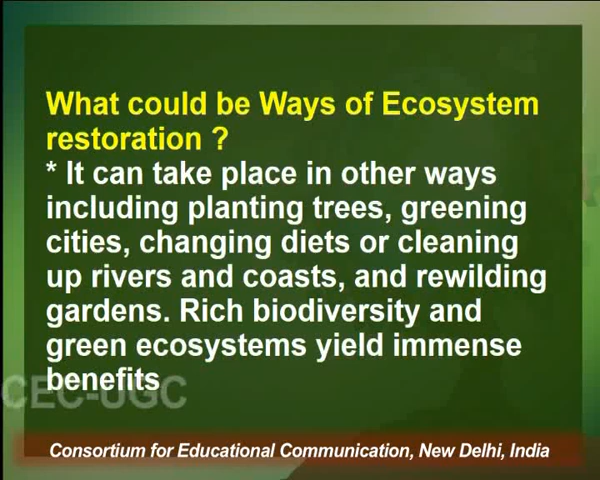 What could be Ways of Ecosystem
restoration ?
* It can take place in other ways
including planting trees, greening
cities, changing diets or cleaning
up rivers and coasts, and rewilding
gardens. Rich biodiversity and
green ecosystems yield immense
benefits
CEC-UGC
Consortium for Educational Communication, New Delhi, India